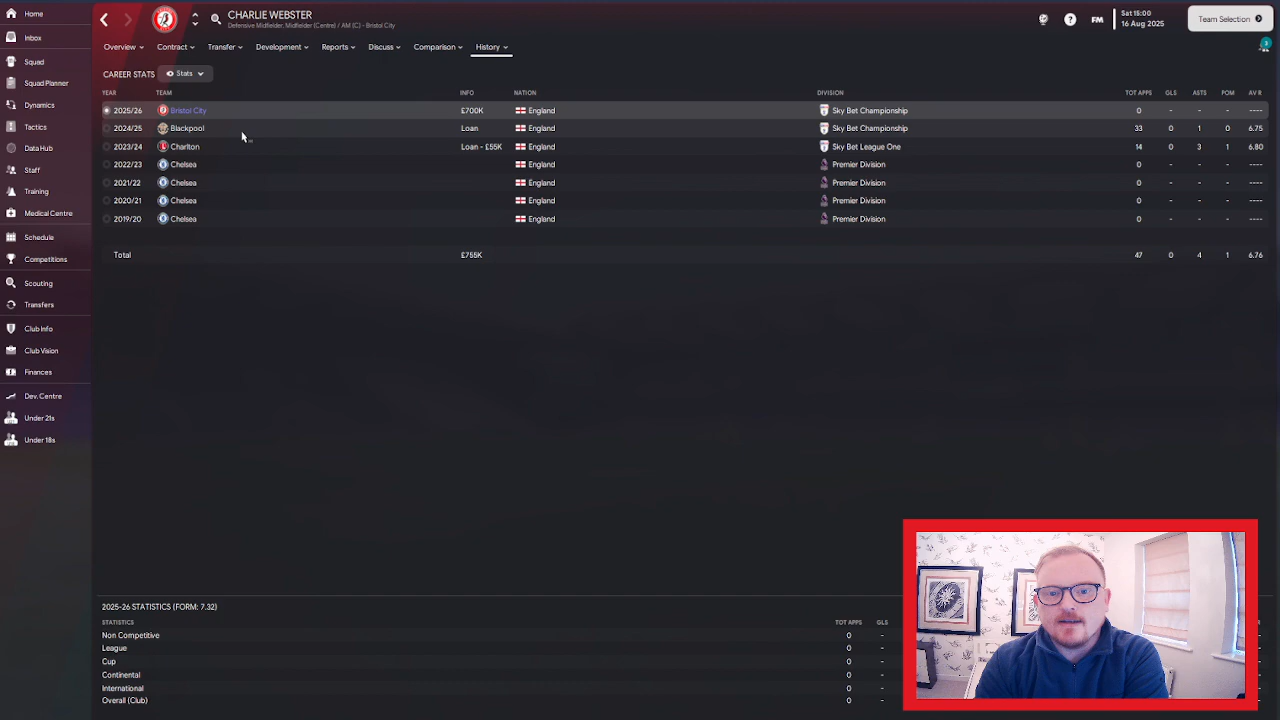 CHARLIE WEBSTER
Defensive Midfielder, Midfielder (Centre) / AM (C) - Bristol City
FM
Sat 15:00
16 Aug 2025
Team Selection
Overview Contract Transfer Development Reports Discuss Comparison History
3
CAREER STATS Stats
YEAR TEAM INFO NATION DIVISION TOT APPS GLS ASTS POM AV R
2025/26 Bristol City £700K England Sky Bet Championship 0 - - - ----
2024/25 Blackpool Loan England Sky Bet Championship 33 0 1 0 6.75
2023/24 Charlton Loan - £55K England Sky Bet League One 14 0 3 1 6.80
2022/23 Chelsea England Premier Division 0 - - - ----
2021/22 Chelsea England Premier Division 0 - - - ----
2020/21 Chelsea England Premier Division 0 - - - ----
2019/20 Chelsea England Premier Division 0 - - - ----
Total £755K 47 0 4 1 6.76
Home
Inbox
Squad
Squad Planner
Dynamics
Tactics
Data Hub
Staff
Training
Medical Centre
Schedule
Competitions
Scouting
Transfers
Club Info
Club Vision
Finances
Dev. Centre
Under 21s
Under 18s
2025-26 STATISTICS (FORM: 7.32)
STATISTICS TOT APPS GLS
Non Competitive 0 -
League 0 -
Cup 0 -
Continental 0 -
International 0 -
Overall (Club) 0 -